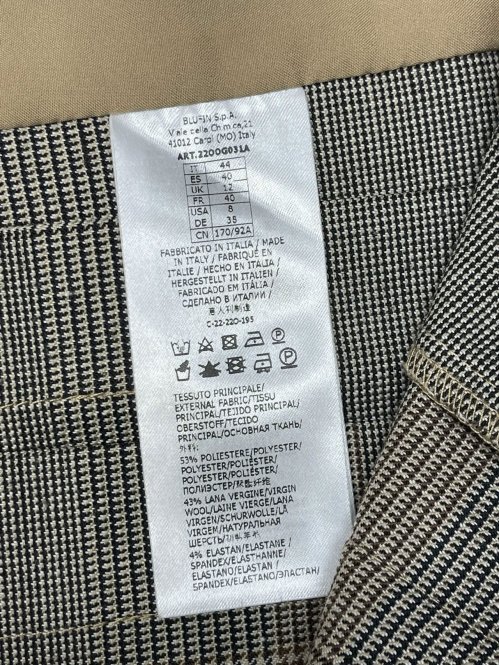 BLUFIN S.p.A.
Viale della Chimica,21
41012 Carpi (MO) Italy
ART.2200G031A
IT 44
ES 40
UK 12
FR 40
USA 8
DE 35
CN 170/92A
FABBRICATO IN ITALIA / MADE
IN ITALY / FABRIQUÉ EN
ITALIE / HECHO EN ITALIA /
HERGESTELLT IN ITALIEN /
FABRICADO EM ITÁLIA /
СДЕЛАНО В ИТАЛИИ /
意大利制造
C-22-220-195
TESSUTO PRINCIPALE/
EXTERNAL FABRIC/TISSU
PRINCIPAL/TEJIDO PRINCIPAL/
OBERSTOFF/TECIDO
PRINCIPAL/ОСНОВНАЯ ТКАНЬ/
外料/
53% POLIESTERE/POLYESTER/
POLYESTER/POLIÉSTER/
POLYESTER/POLIÉSTER/
ПОЛИЭСТЕР/聚酯纤维
43% LANA VERGINE/VIRGIN
WOOL/LAINE VIERGE/LANA
VIRGEN/SCHURWOLLE/LÃ
VIRGEM/НАТУРАЛЬНАЯ
ШЕРСТЬ/初剪羊毛
4% ELASTAN/ELASTANE/
SPANDEX/ELASTHANNE/
ELASTANO/ELASTAN/
SPANDEX/ELASTANO/ЭЛАСТАН/